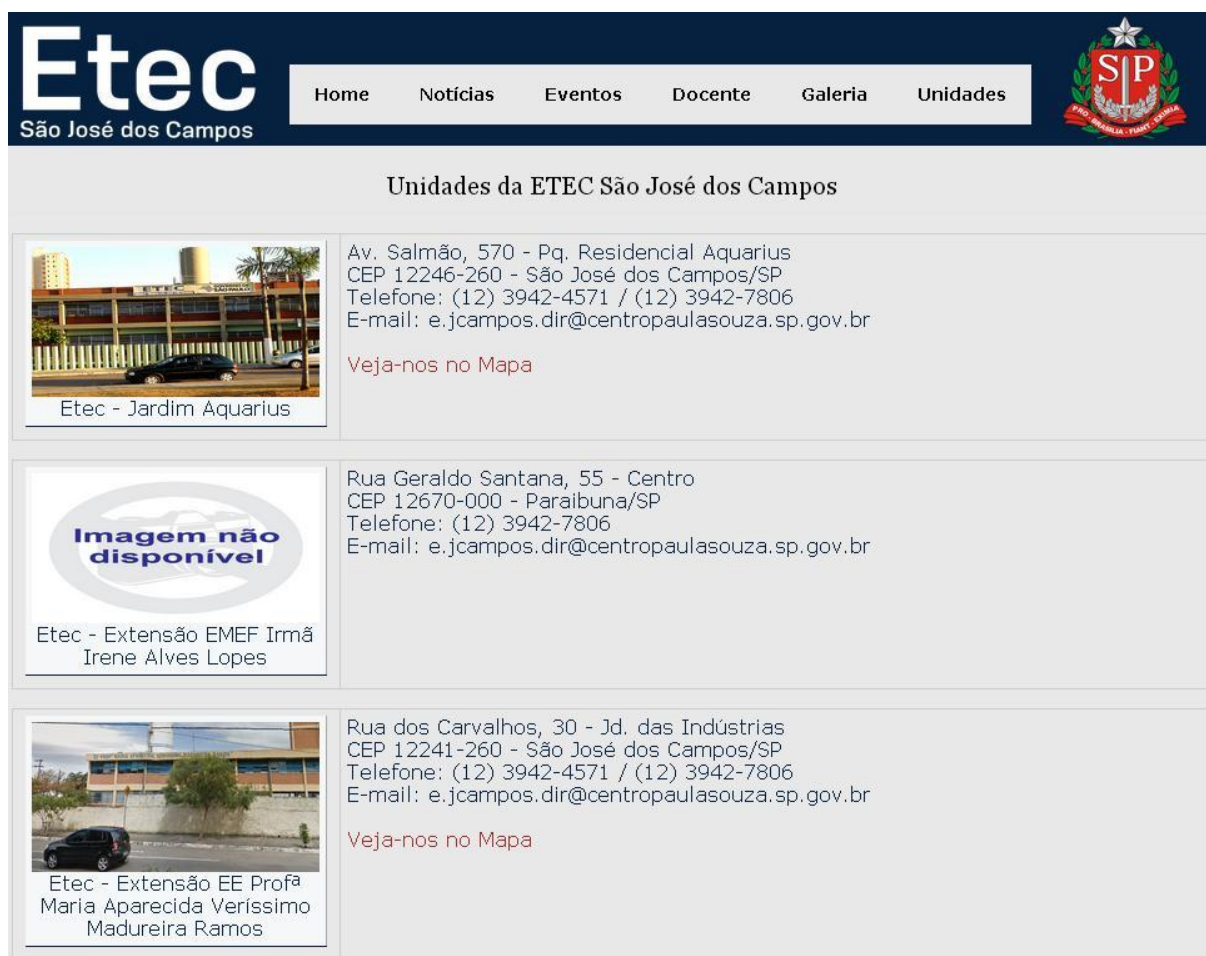 Etec
São José dos Campos
Home Notícias Eventos Docente Galeria Unidades
SP
PRO · BRASILIA · FIANT · EXIMIA
Unidades da ETEC São José dos Campos
ETEC
Etec - Jardim Aquarius
Av. Salmão, 570 - Pq. Residencial Aquarius
CEP 12246-260 - São José dos Campos/SP
Telefone: (12) 3942-4571 / (12) 3942-7806
E-mail: e.jcampos.dir@centropaulasouza.sp.gov.br
Veja-nos no Mapa
Imagem não
disponível
Etec - Extensão EMEF Irmã
Irene Alves Lopes
Rua Geraldo Santana, 55 - Centro
CEP 12670-000 - Paraibuna/SP
Telefone: (12) 3942-7806
E-mail: e.jcampos.dir@centropaulasouza.sp.gov.br
Etec - Extensão EE Profª
Maria Aparecida Veríssimo
Madureira Ramos
Rua dos Carvalhos, 30 - Jd. das Indústrias
CEP 12241-260 - São José dos Campos/SP
Telefone: (12) 3942-4571 / (12) 3942-7806
E-mail: e.jcampos.dir@centropaulasouza.sp.gov.br
Veja-nos no Mapa